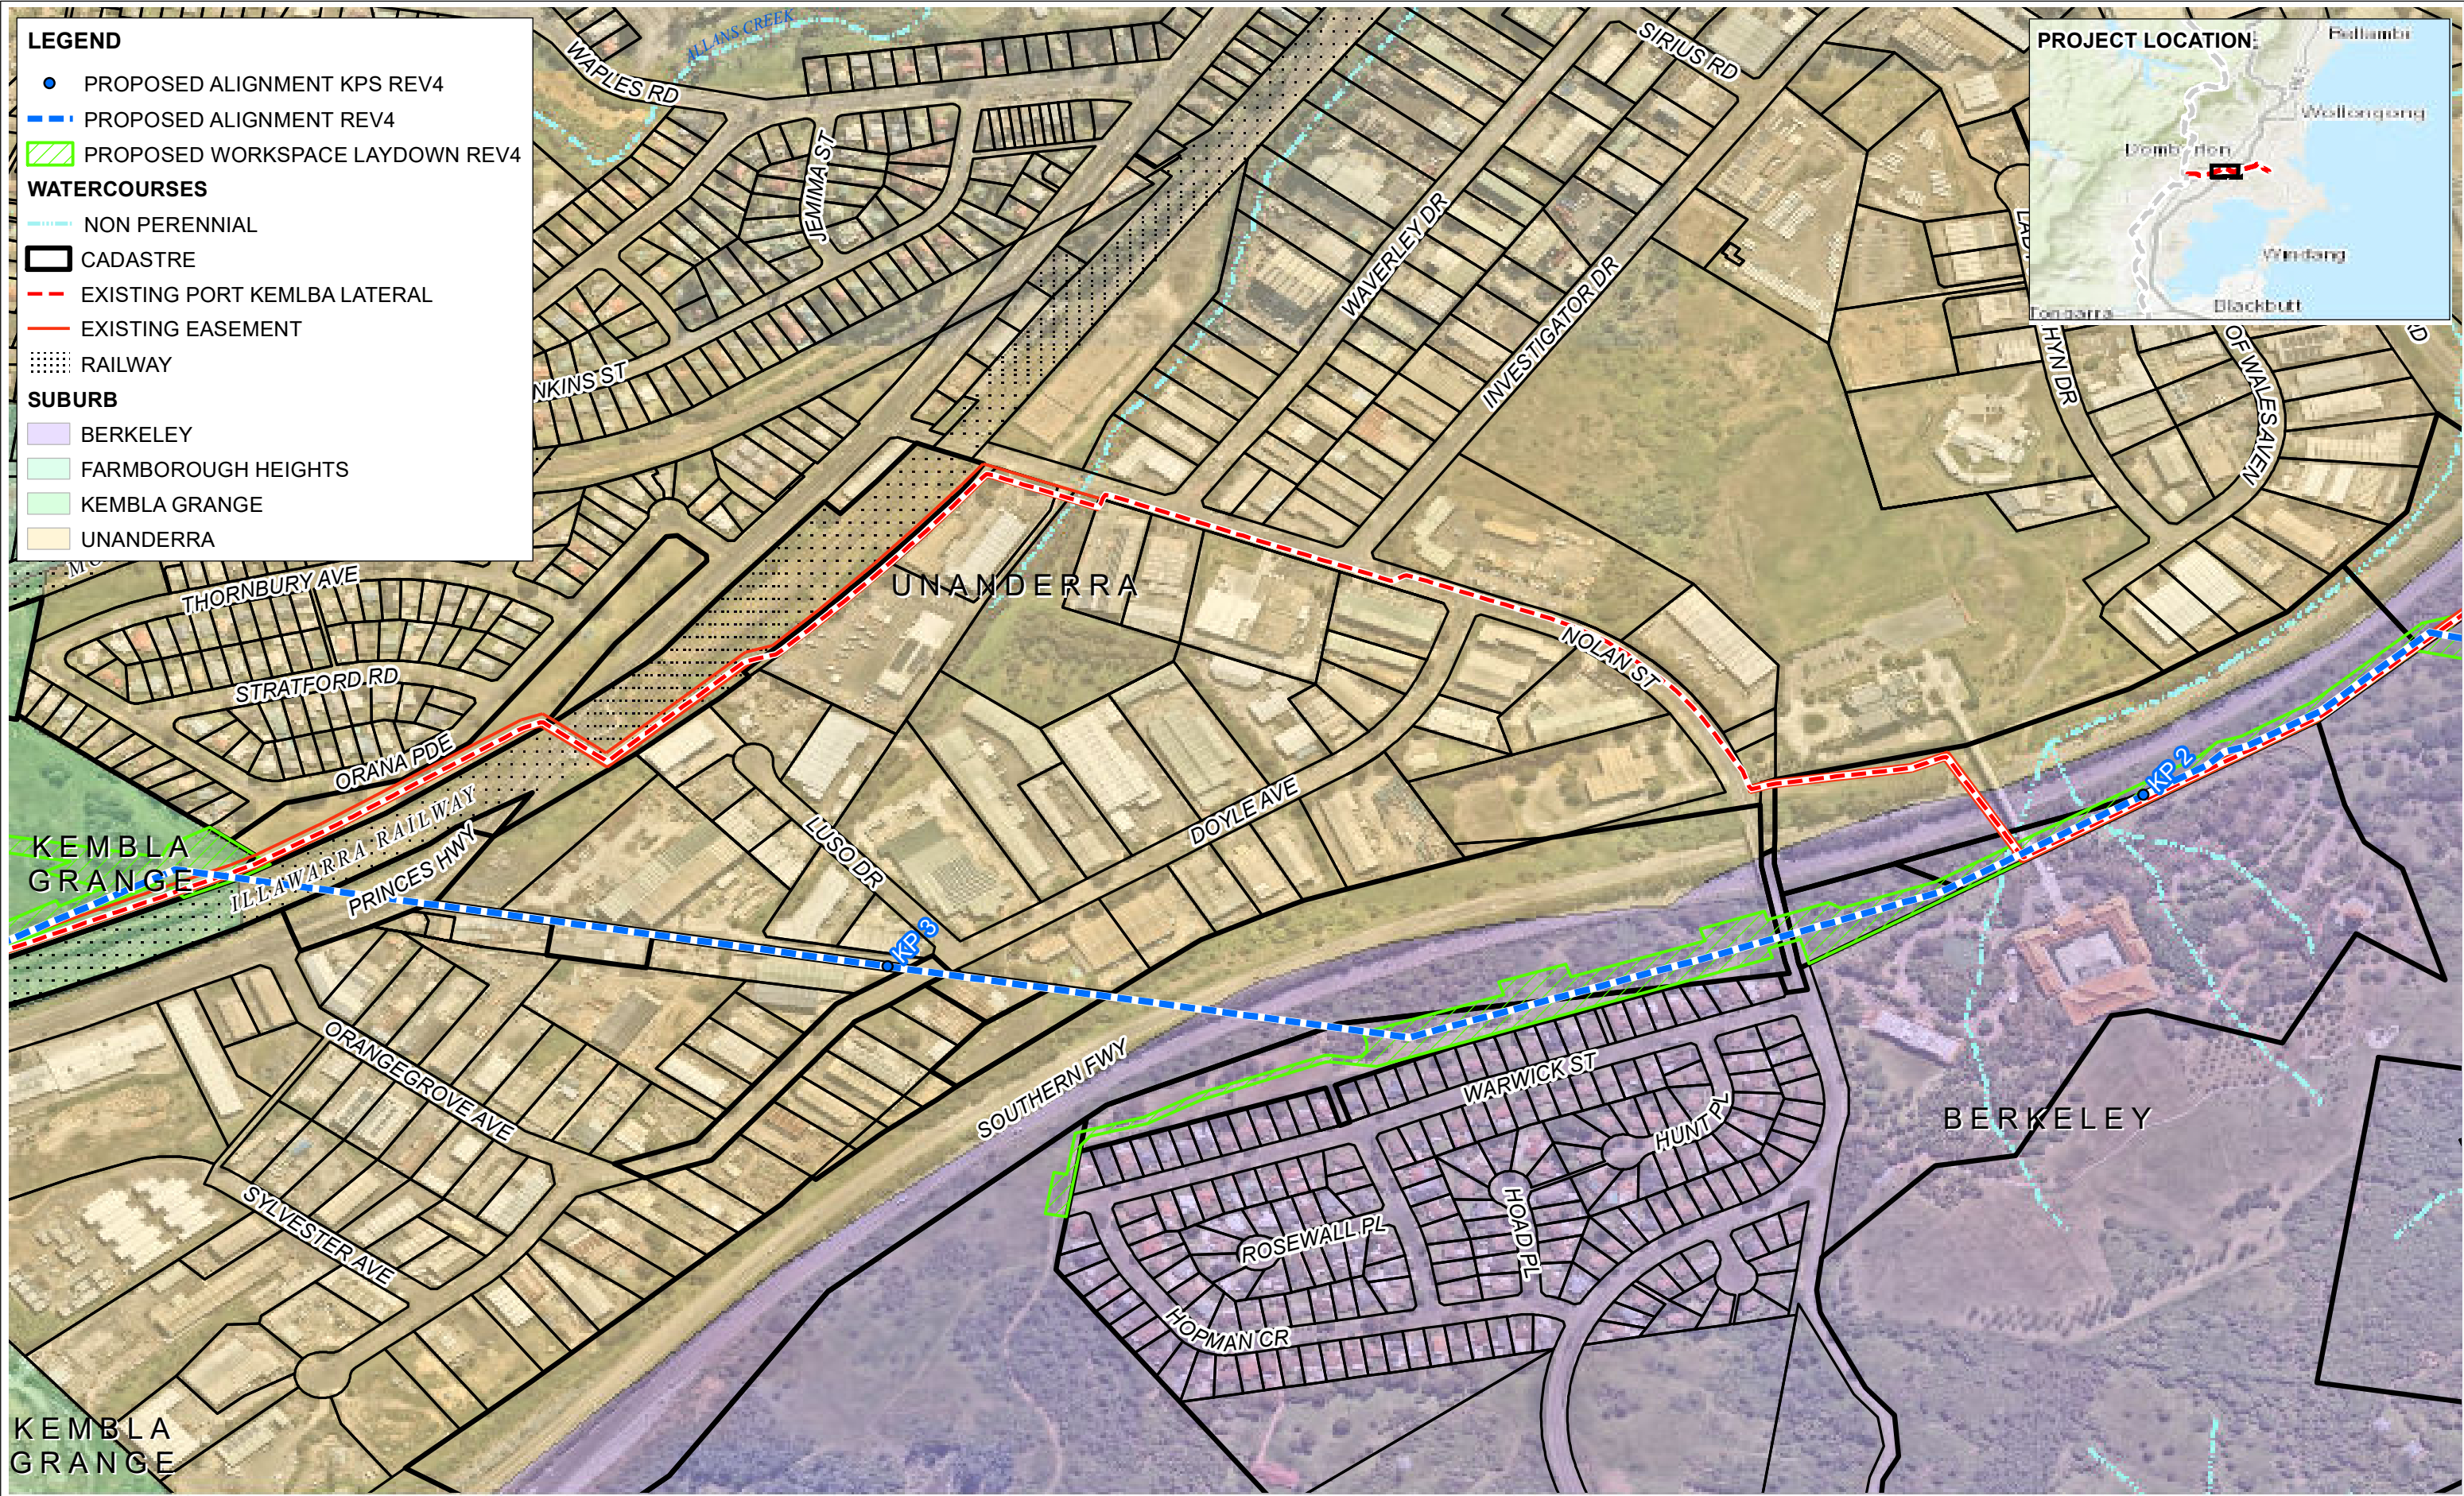 LEGEND
PROPOSED ALIGNMENT KPS REV4
PROPOSED ALIGNMENT REV4
PROPOSED WORKSPACE LAYDOWN REV4
WATERCOURSES
NON PERENNIAL
CADASTRE
EXISTING PORT KEMLBA LATERAL
EXISTING EASEMENT
RAILWAY
SUBURB
BERKELEY
FARMBOROUGH HEIGHTS
KEMBLA GRANGE
UNANDERRA
PROJECT LOCATION
Bellambi
Wollongong
Dombarton
Windang
Blackbutt
Tongarra
ALLANS CREEK
WAPLES RD
SIRIUS RD
JEMIMA ST
WAVERLEY DR
INVESTIGATOR DR
NKINS ST
HYN DR
OF WALES AVEN
RD
THORNBURY AVE
UNANDERRA
STRATFORD RD
NOLAN ST
ORANA PDE
KP 2
ILLAWARRA RAILWAY
PRINCES HWY
KEMBLA
GRANGE
LUSO DR
DOYLE AVE
KP 3
ORANGEGROVE AVE
SOUTHERN FWY
WARWICK ST
HUNT PL
BERKELEY
SYLVESTER AVE
ROSEWALL PL
HOAD PL
HOPMAN CR
KEMBLA
GRANGE